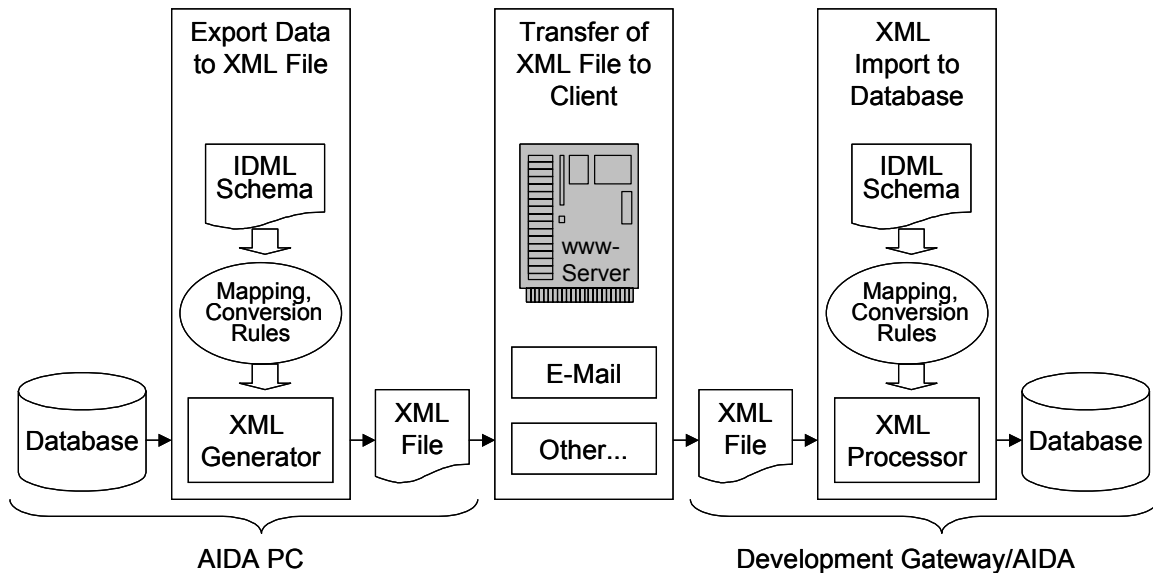 Export Data
to XML File
IDML
Schema
Mapping,
Conversion
Rules
Database
XML
Generator
XML
File
Transfer of
XML File to
Client
www-
Server
E-Mail
Other...
XML
File
XML
Import to
Database
IDML
Schema
Mapping,
Conversion
Rules
XML
Processor
Database
AIDA PC
Development Gateway/AIDA